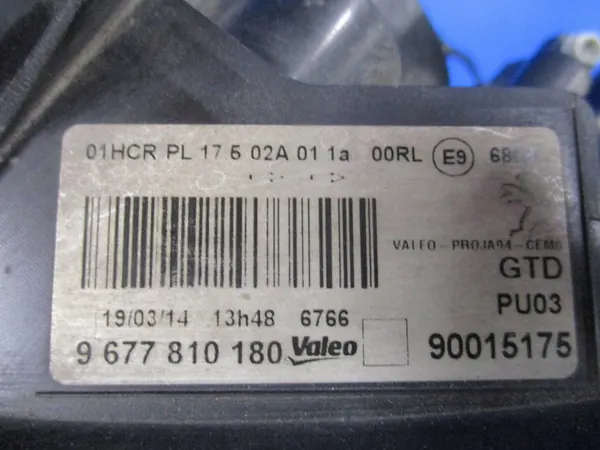 01HCR PL 17 5 02A 01 1a 00RL E9
VALEO-PROJA94-CEMG
GTD
PU03
19/03/14 13h48 6766
9 677 810 180 Valeo 90015175